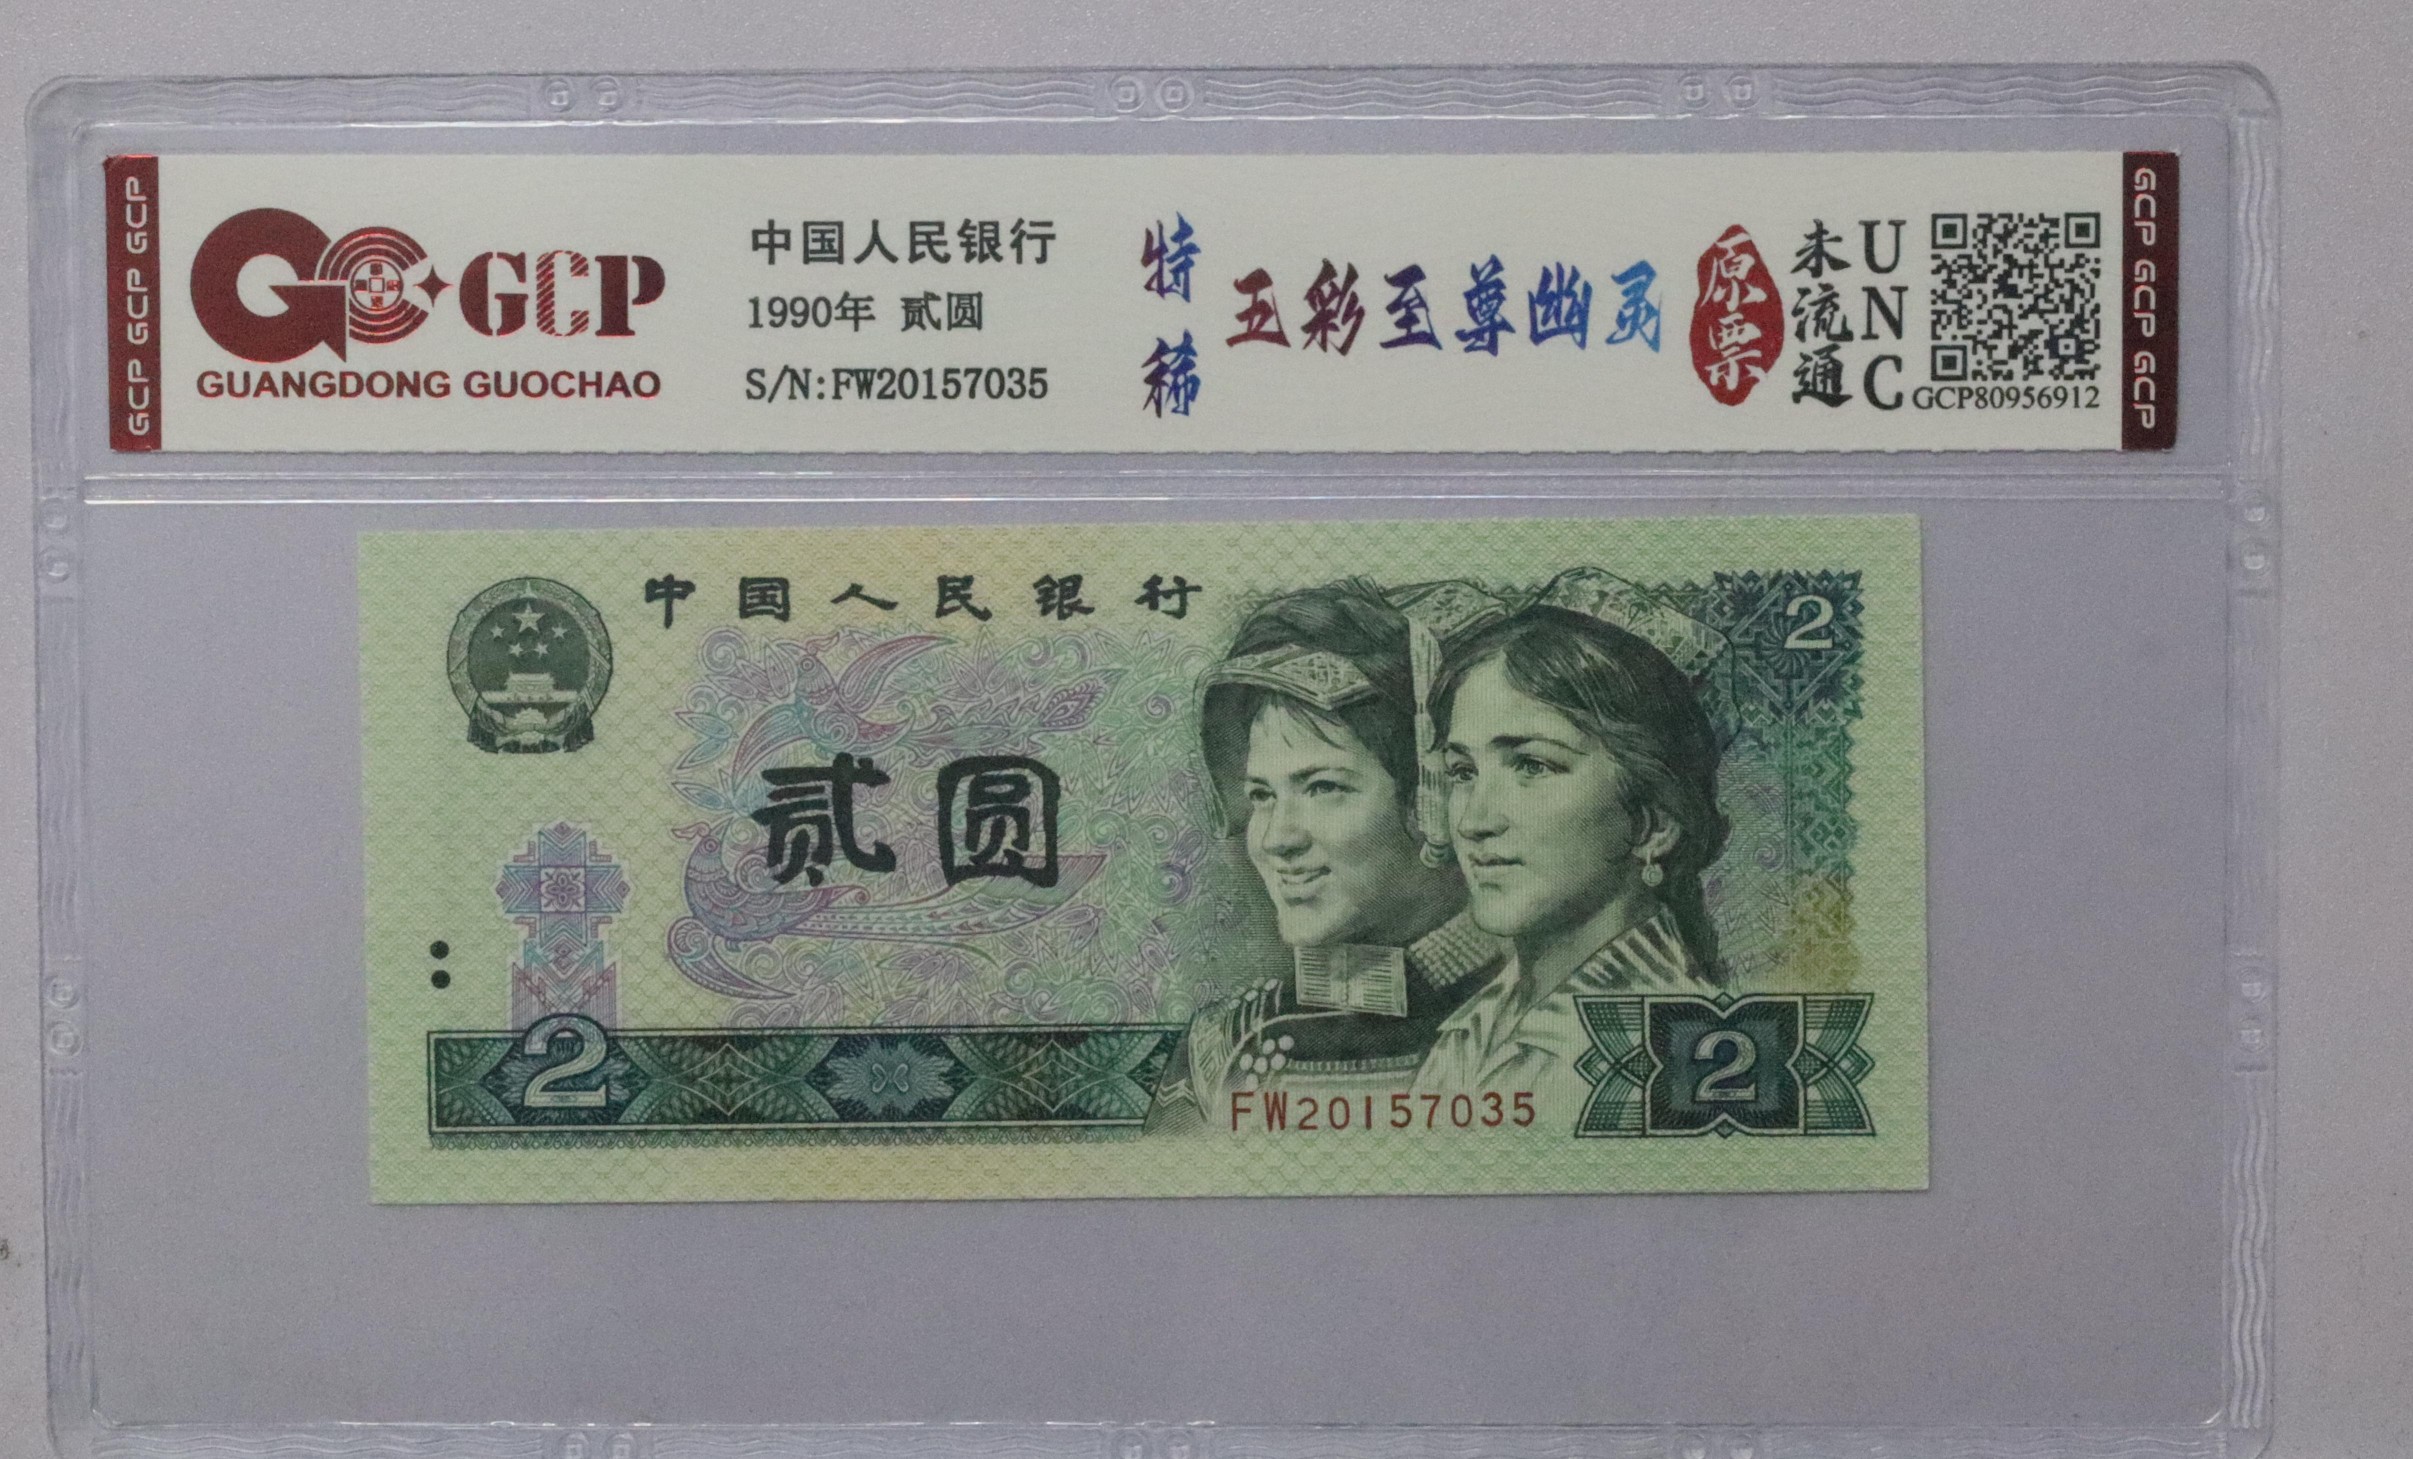 GCP GCP GCP
GCP
GUANGDONG GUOCHAO
中国人民银行
1990年 贰圆
S/N:FW20157035
特稀
五彩至尊幽灵
原票
未流通
UNC
GCP80956912
GCP GCP GCP
中国人民银行
2
贰圆
2
FW20157035
2